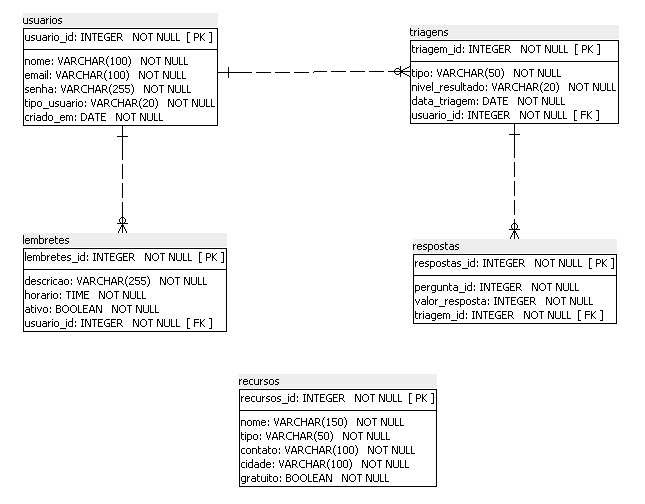 usuarios
usuario_id: INTEGER NOT NULL [ PK ]
nome: VARCHAR(100) NOT NULL
email: VARCHAR(100) NOT NULL
senha: VARCHAR(255) NOT NULL
tipo_usuario: VARCHAR(20) NOT NULL
criado_em: DATE NOT NULL
triagens
triagem_id: INTEGER NOT NULL [ PK ]
tipo: VARCHAR(50) NOT NULL
nivel_resultado: VARCHAR(20) NOT NULL
data_triagem: DATE NOT NULL
usuario_id: INTEGER NOT NULL [ FK ]
lembretes
lembretes_id: INTEGER NOT NULL [ PK ]
descricao: VARCHAR(255) NOT NULL
horario: TIME NOT NULL
ativo: BOOLEAN NOT NULL
usuario_id: INTEGER NOT NULL [ FK ]
respostas
respostas_id: INTEGER NOT NULL [ PK ]
pergunta_id: INTEGER NOT NULL
valor_resposta: INTEGER NOT NULL
triagem_id: INTEGER NOT NULL [ FK ]
recursos
recursos_id: INTEGER NOT NULL [ PK ]
nome: VARCHAR(150) NOT NULL
tipo: VARCHAR(50) NOT NULL
contato: VARCHAR(100) NOT NULL
cidade: VARCHAR(100) NOT NULL
gratuito: BOOLEAN NOT NULL